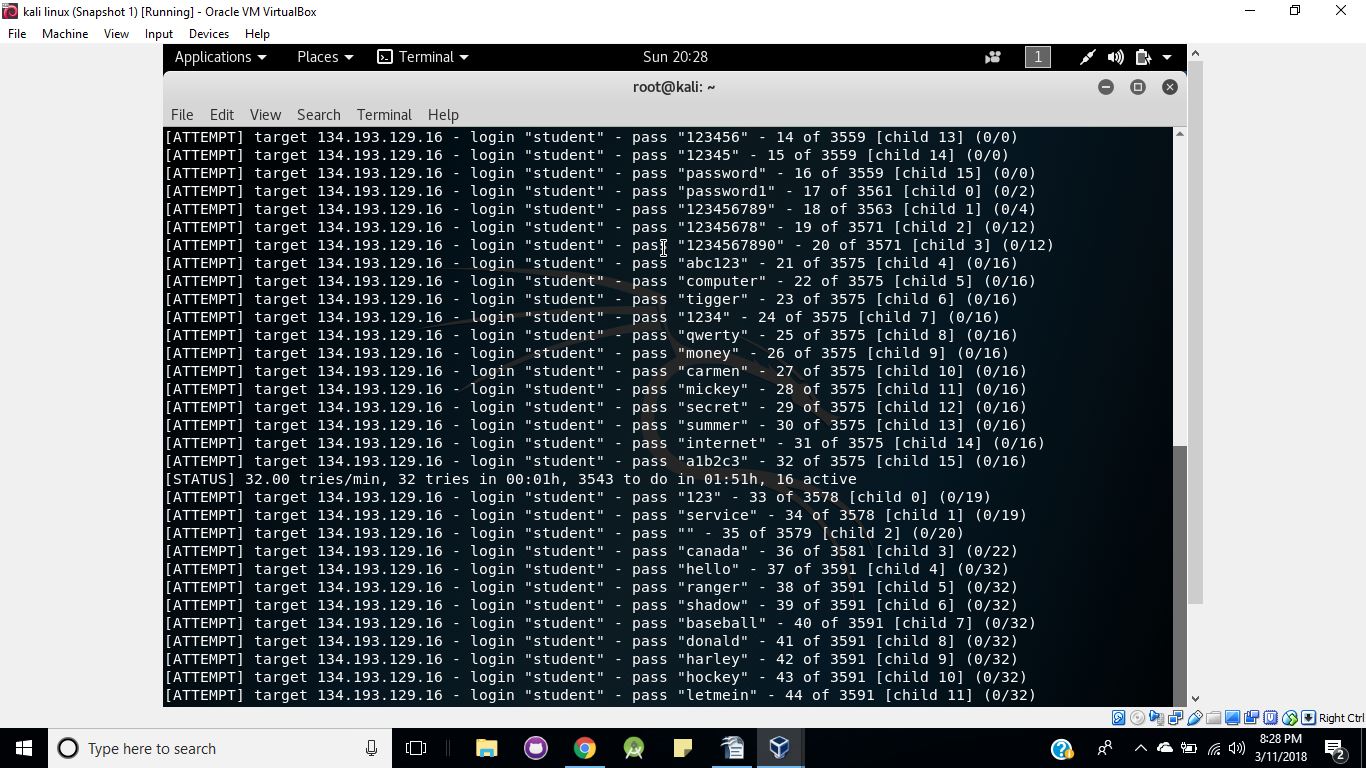 kali linux (Snapshot 1) [Running] - Oracle VM VirtualBox
File Machine View Input Devices Help
Applications Places Terminal Sun 20:28 1
root@kali: ~
File Edit View Search Terminal Help
[ATTEMPT] target 134.193.129.16 - login "student" - pass "123456" - 14 of 3559 [child 13] (0/0)
[ATTEMPT] target 134.193.129.16 - login "student" - pass "12345" - 15 of 3559 [child 14] (0/0)
[ATTEMPT] target 134.193.129.16 - login "student" - pass "password" - 16 of 3559 [child 15] (0/0)
[ATTEMPT] target 134.193.129.16 - login "student" - pass "password1" - 17 of 3561 [child 0] (0/2)
[ATTEMPT] target 134.193.129.16 - login "student" - pass "123456789" - 18 of 3563 [child 1] (0/4)
[ATTEMPT] target 134.193.129.16 - login "student" - pass "12345678" - 19 of 3571 [child 2] (0/12)
[ATTEMPT] target 134.193.129.16 - login "student" - pass "1234567890" - 20 of 3571 [child 3] (0/12)
[ATTEMPT] target 134.193.129.16 - login "student" - pass "abc123" - 21 of 3575 [child 4] (0/16)
[ATTEMPT] target 134.193.129.16 - login "student" - pass "computer" - 22 of 3575 [child 5] (0/16)
[ATTEMPT] target 134.193.129.16 - login "student" - pass "tigger" - 23 of 3575 [child 6] (0/16)
[ATTEMPT] target 134.193.129.16 - login "student" - pass "1234" - 24 of 3575 [child 7] (0/16)
[ATTEMPT] target 134.193.129.16 - login "student" - pass "qwerty" - 25 of 3575 [child 8] (0/16)
[ATTEMPT] target 134.193.129.16 - login "student" - pass "money" - 26 of 3575 [child 9] (0/16)
[ATTEMPT] target 134.193.129.16 - login "student" - pass "carmen" - 27 of 3575 [child 10] (0/16)
[ATTEMPT] target 134.193.129.16 - login "student" - pass "mickey" - 28 of 3575 [child 11] (0/16)
[ATTEMPT] target 134.193.129.16 - login "student" - pass "secret" - 29 of 3575 [child 12] (0/16)
[ATTEMPT] target 134.193.129.16 - login "student" - pass "summer" - 30 of 3575 [child 13] (0/16)
[ATTEMPT] target 134.193.129.16 - login "student" - pass "internet" - 31 of 3575 [child 14] (0/16)
[ATTEMPT] target 134.193.129.16 - login "student" - pass "a1b2c3" - 32 of 3575 [child 15] (0/16)
[STATUS] 32.00 tries/min, 32 tries in 00:01h, 3543 to do in 01:51h, 16 active
[ATTEMPT] target 134.193.129.16 - login "student" - pass "123" - 33 of 3578 [child 0] (0/19)
[ATTEMPT] target 134.193.129.16 - login "student" - pass "service" - 34 of 3578 [child 1] (0/19)
[ATTEMPT] target 134.193.129.16 - login "student" - pass "" - 35 of 3579 [child 2] (0/20)
[ATTEMPT] target 134.193.129.16 - login "student" - pass "canada" - 36 of 3581 [child 3] (0/22)
[ATTEMPT] target 134.193.129.16 - login "student" - pass "hello" - 37 of 3591 [child 4] (0/32)
[ATTEMPT] target 134.193.129.16 - login "student" - pass "ranger" - 38 of 3591 [child 5] (0/32)
[ATTEMPT] target 134.193.129.16 - login "student" - pass "shadow" - 39 of 3591 [child 6] (0/32)
[ATTEMPT] target 134.193.129.16 - login "student" - pass "baseball" - 40 of 3591 [child 7] (0/32)
[ATTEMPT] target 134.193.129.16 - login "student" - pass "donald" - 41 of 3591 [child 8] (0/32)
[ATTEMPT] target 134.193.129.16 - login "student" - pass "harley" - 42 of 3591 [child 9] (0/32)
[ATTEMPT] target 134.193.129.16 - login "student" - pass "hockey" - 43 of 3591 [child 10] (0/32)
[ATTEMPT] target 134.193.129.16 - login "student" - pass "letmein" - 44 of 3591 [child 11] (0/32)
Right Ctrl
Type here to search
8:28 PM
3/11/2018
2